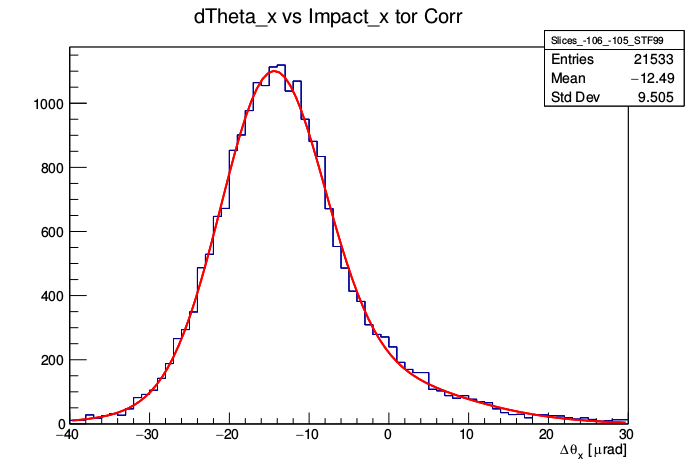 dTheta_x vs Impact_x tor Corr
Slices_-106_-105_STF99
Entries 21533
Mean −12.49
Std Dev 9.505
1000
800
600
400
200
0
−40 −30 −20 −10 0 10 20 30
Δθx [μrad]